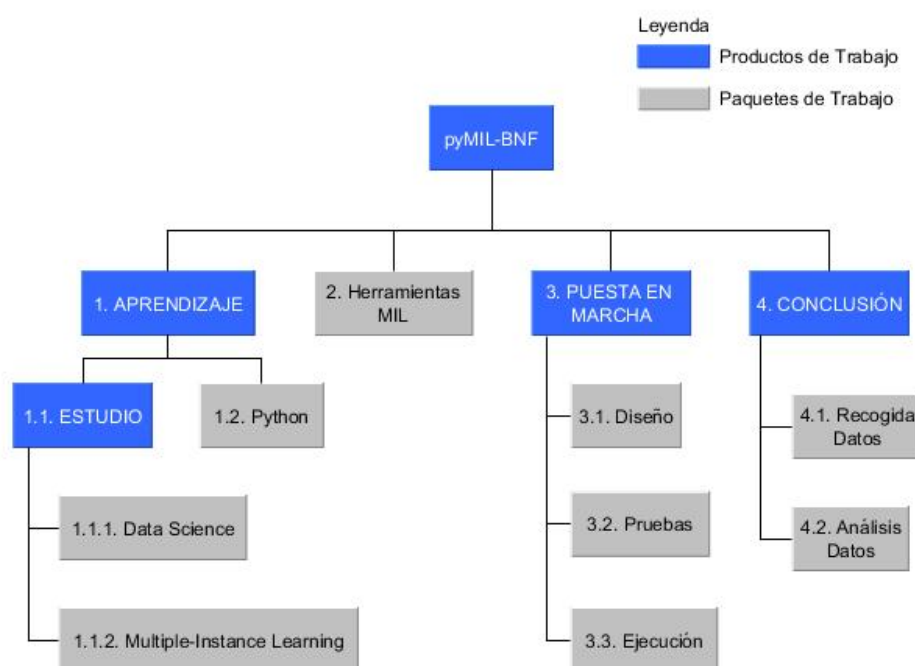 Leyenda
Productos de Trabajo
Paquetes de Trabajo
pyMIL-BNF
1. APRENDIZAJE
2. Herramientas
MIL
3. PUESTA EN
MARCHA
4. CONCLUSIÓN
1.1. ESTUDIO
1.2. Python
3.1. Diseño
4.1. Recogida
Datos
1.1.1. Data Science
3.2. Pruebas
4.2. Análisis
Datos
1.1.2. Multiple-Instance Learning
3.3. Ejecución